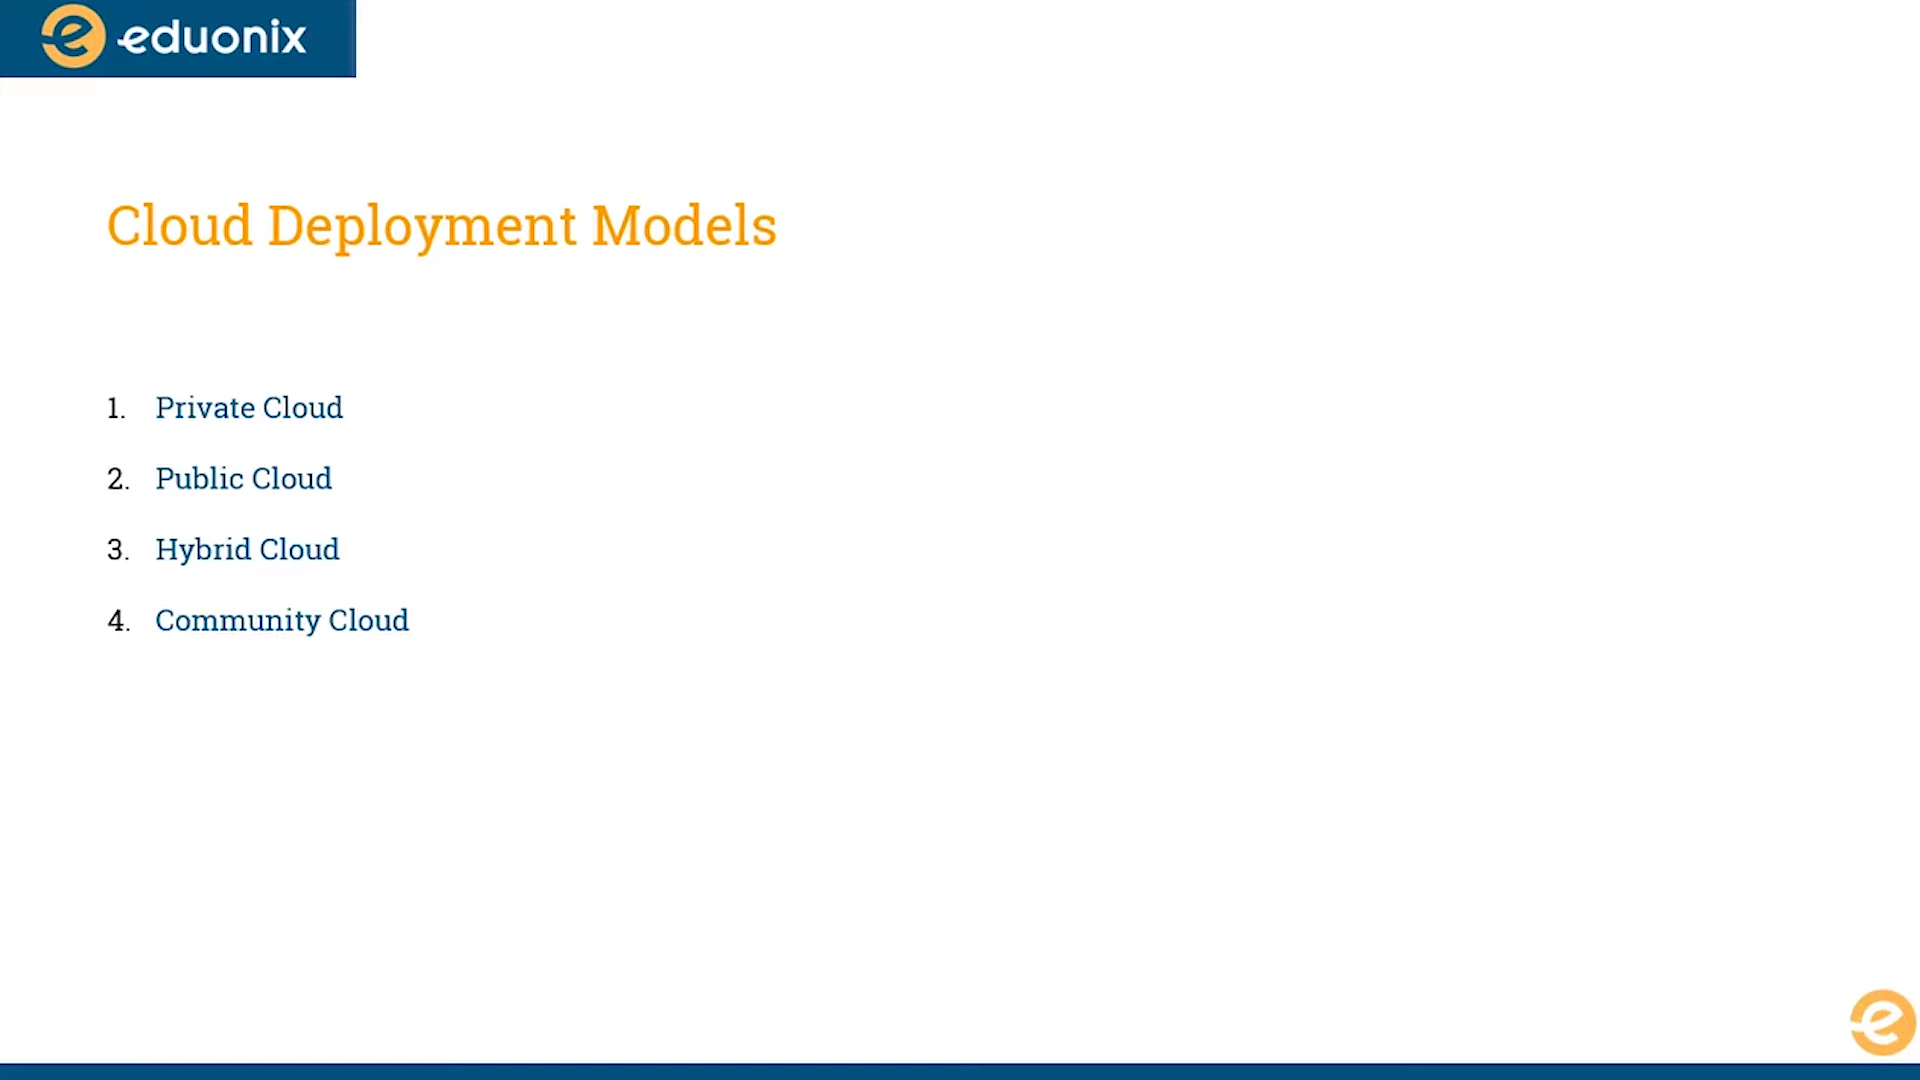 eduonix
Cloud Deployment Models
1. Private Cloud
2. Public Cloud
3. Hybrid Cloud
4. Community Cloud